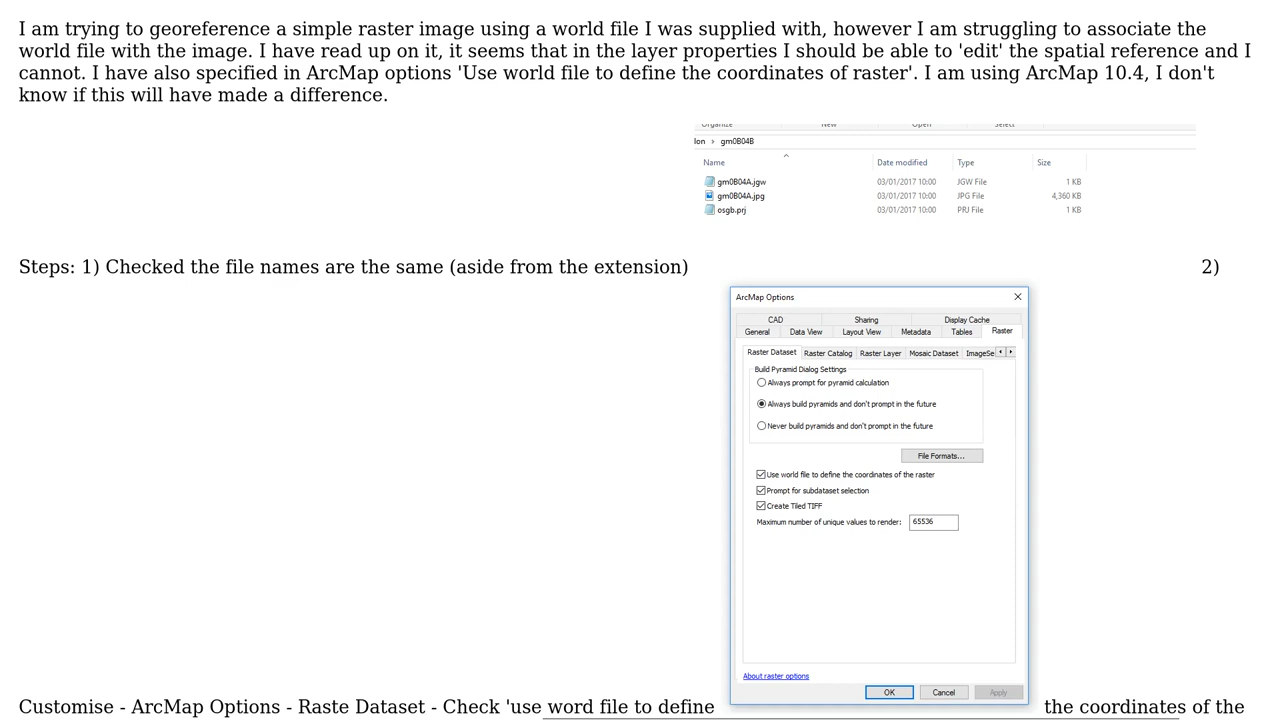 I am trying to georeference a simple raster image using a world file I was supplied with, however I am struggling to associate the
world file with the image. I have read up on it, it seems that in the layer properties I should be able to 'edit' the spatial reference and I
cannot. I have also specified in ArcMap options 'Use world file to define the coordinates of raster'. I am using ArcMap 10.4, I don't
know if this will have made a difference.
Organize New Open Select
lon > gm0B04B
Name Date modified Type Size
gm0B04A.jgw 03/01/2017 10:00 JGW File 1 KB
gm0B04A.jpg 03/01/2017 10:00 JPG File 4,360 KB
osgb.prj 03/01/2017 10:00 PRJ File 1 KB
Steps: 1) Checked the file names are the same (aside from the extension) 2)
ArcMap Options
CAD Sharing Display Cache
General Data View Layout View Metadata Tables Raster
Raster Dataset Raster Catalog Raster Layer Mosaic Dataset ImageSe
Build Pyramid Dialog Settings
Always prompt for pyramid calculation
Always build pyramids and don't prompt in the future
Never build pyramids and don't prompt in the future
File Formats...
Use world file to define the coordinates of the raster
Prompt for subdataset selection
Create Tiled TIFF
Maximum number of unique values to render: 65536
About raster options
OK Cancel Apply
Customise - ArcMap Options - Raste Dataset - Check 'use word file to define the coordinates of the